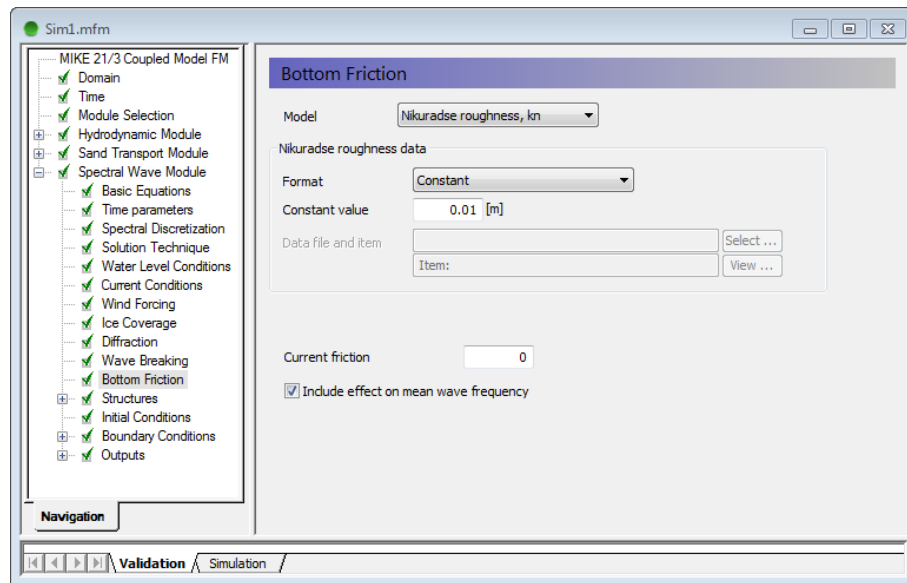 Sim1.mfm
MIKE 21/3 Coupled Model FM
Domain
Time
Module Selection
Hydrodynamic Module
Sand Transport Module
Spectral Wave Module
Basic Equations
Time parameters
Spectral Discretization
Solution Technique
Water Level Conditions
Current Conditions
Wind Forcing
Ice Coverage
Diffraction
Wave Breaking
Bottom Friction
Structures
Initial Conditions
Boundary Conditions
Outputs
Navigation
Bottom Friction
Model Nikuradse roughness, kn
Nikuradse roughness data
Format Constant
Constant value 0.01 [m]
Data file and item Select ...
Item: View ...
Current friction 0
Include effect on mean wave frequency
Validation Simulation